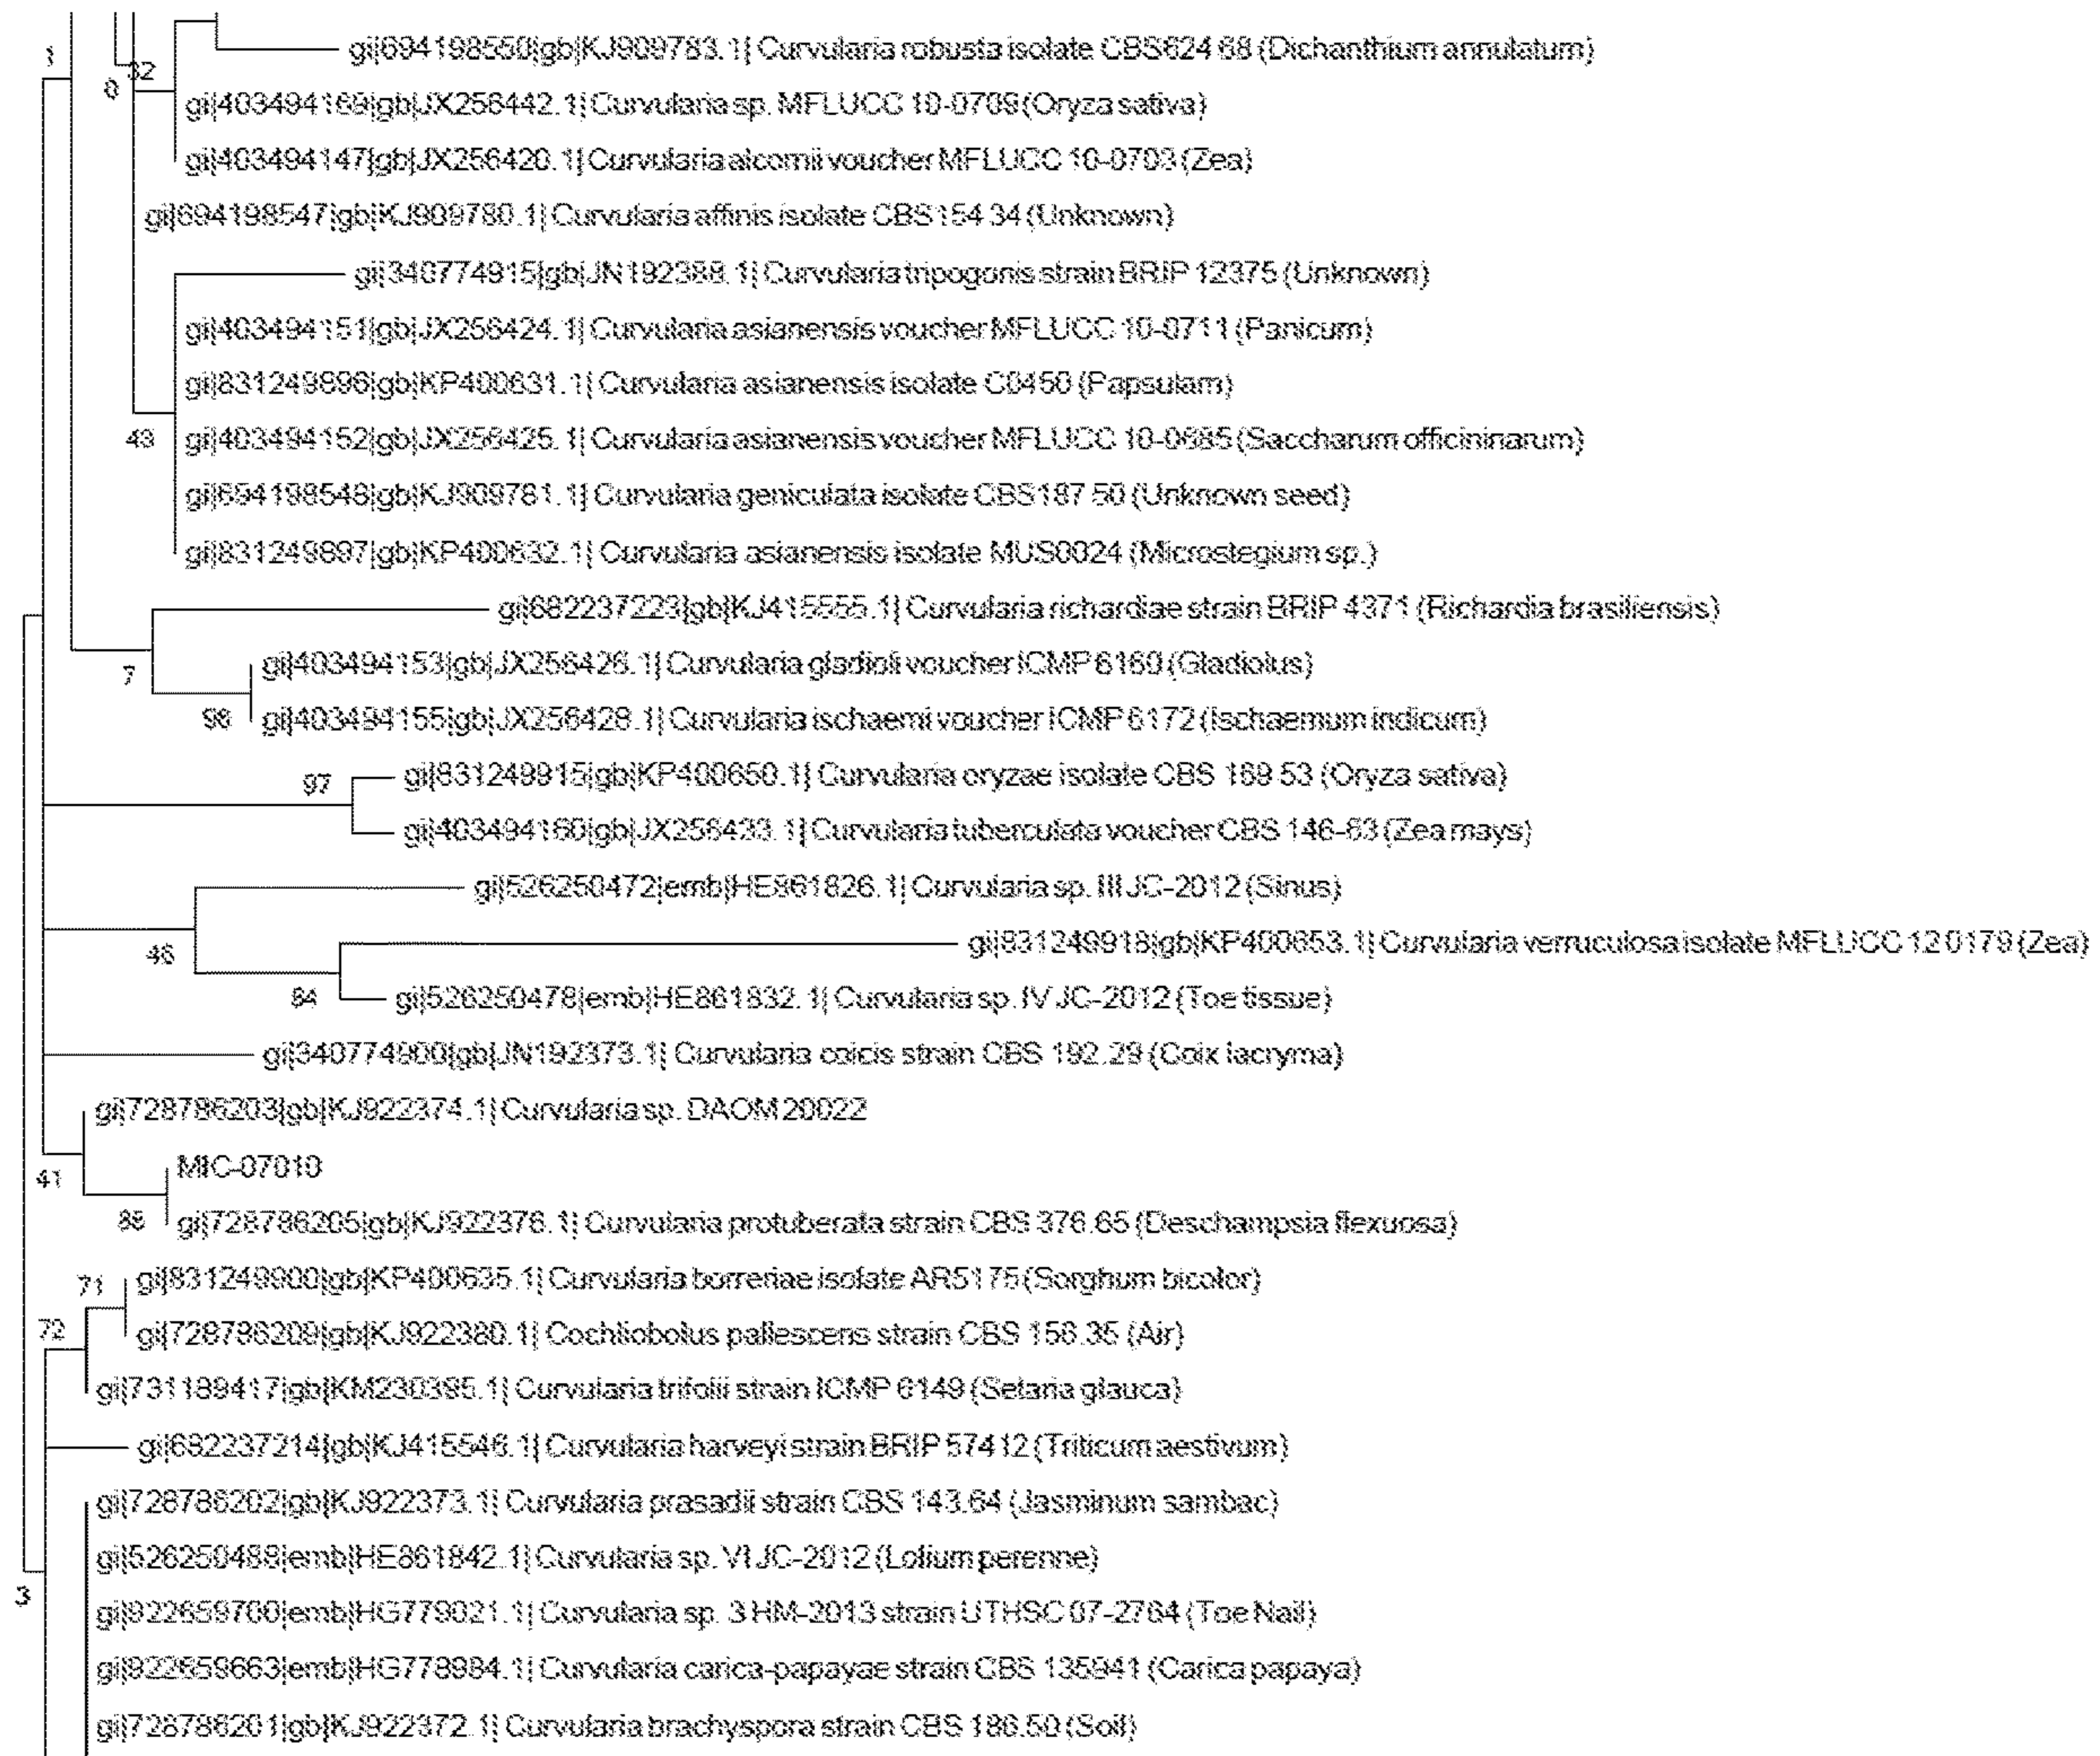 1
32
0
gi|694198550|gb|KJ909783.1| Curvularia robusta isolate CBS624 68 (Dichanthium annulatum)
gi|403494169|gb|JX256442.1| Curvularia sp. MFLUCC 10-0709 (Oryza sativa)
gi|403494147|gb|JX256420.1| Curvularia alcornii voucher MFLUCC 10-0703 (Zea)
gi|694198547|gb|KJ909780.1| Curvularia affinis isolate CBS154 34 (Unknown)
gi|340774915|gb|JN192388.1| Curvularia tripogonis strain BRIP 12375 (Unknown)
gi|403494151|gb|JX256424.1| Curvularia asianensis voucher MFLUCC 10-0711 (Panicum)
gi|831249896|gb|KP400631.1| Curvularia asianensis isolate C0450 (Papsulam)
43
gi|403494152|gb|JX256425.1| Curvularia asianensis voucher MFLUCC 10-0685 (Saccharum officininarum)
gi|694198548|gb|KJ909781.1| Curvularia geniculata isolate CBS187 50 (Unknown seed)
gi|831249897|gb|KP400632.1| Curvularia asianensis isolate MUS0024 (Microstegium sp.)
gi|682237223|gb|KJ415555.1| Curvularia richardiae strain BRIP 4371 (Richardia brasiliensis)
7
gi|403494153|gb|JX256426.1| Curvularia gladioli voucher ICMP 6160 (Gladiolus)
98
gi|403494155|gb|JX256428.1| Curvularia ischaemi voucher ICMP 6172 (Ischaemum indicum)
97
gi|831249915|gb|KP400650.1| Curvularia oryzae isolate CBS 169 53 (Oryza sativa)
gi|403494160|gb|JX256433.1| Curvularia tuberculata voucher CBS 146-63 (Zea mays)
gi|526250472|emb|HE861826.1| Curvularia sp. III JC-2012 (Sinus)
46
gi|831249918|gb|KP400653.1| Curvularia verruculosa isolate MFLUCC 12 0179 (Zea)
84
gi|526250478|emb|HE861832.1| Curvularia sp. IV JC-2012 (Toe tissue)
gi|340774900|gb|JN192373.1| Curvularia coicis strain CBS 192.29 (Coix lacryma)
gi|728786203|gb|KJ922374.1| Curvularia sp. DAOM 20022
41
MIC-07010
88
gi|728786205|gb|KJ922376.1| Curvularia protuberata strain CBS 376.65 (Deschampsia flexuosa)
71
gi|831249900|gb|KP400635.1| Curvularia borreriae isolate AR5176 (Sorghum bicolor)
72
gi|728786209|gb|KJ922380.1| Cochliobolus pallescens strain CBS 156.35 (Air)
gi|731189417|gb|KM230395.1| Curvularia trifolii strain ICMP 6149 (Setaria glauca)
gi|682237214|gb|KJ415546.1| Curvularia harveyi strain BRIP 57412 (Triticum aestivum)
gi|728786202|gb|KJ922373.1| Curvularia prasadii strain CBS 143.64 (Jasminum sambac)
gi|526250488|emb|HE861842.1| Curvularia sp. VI JC-2012 (Lolium perenne)
3
gi|922659700|emb|HG779021.1| Curvularia sp. 3 HM-2013 strain UTHSC 07-2764 (Toe Nail)
gi|922659663|emb|HG778984.1| Curvularia carica-papayae strain CBS 135941 (Carica papaya)
gi|728786201|gb|KJ922372.1| Curvularia brachyspora strain CBS 186.50 (Soil)